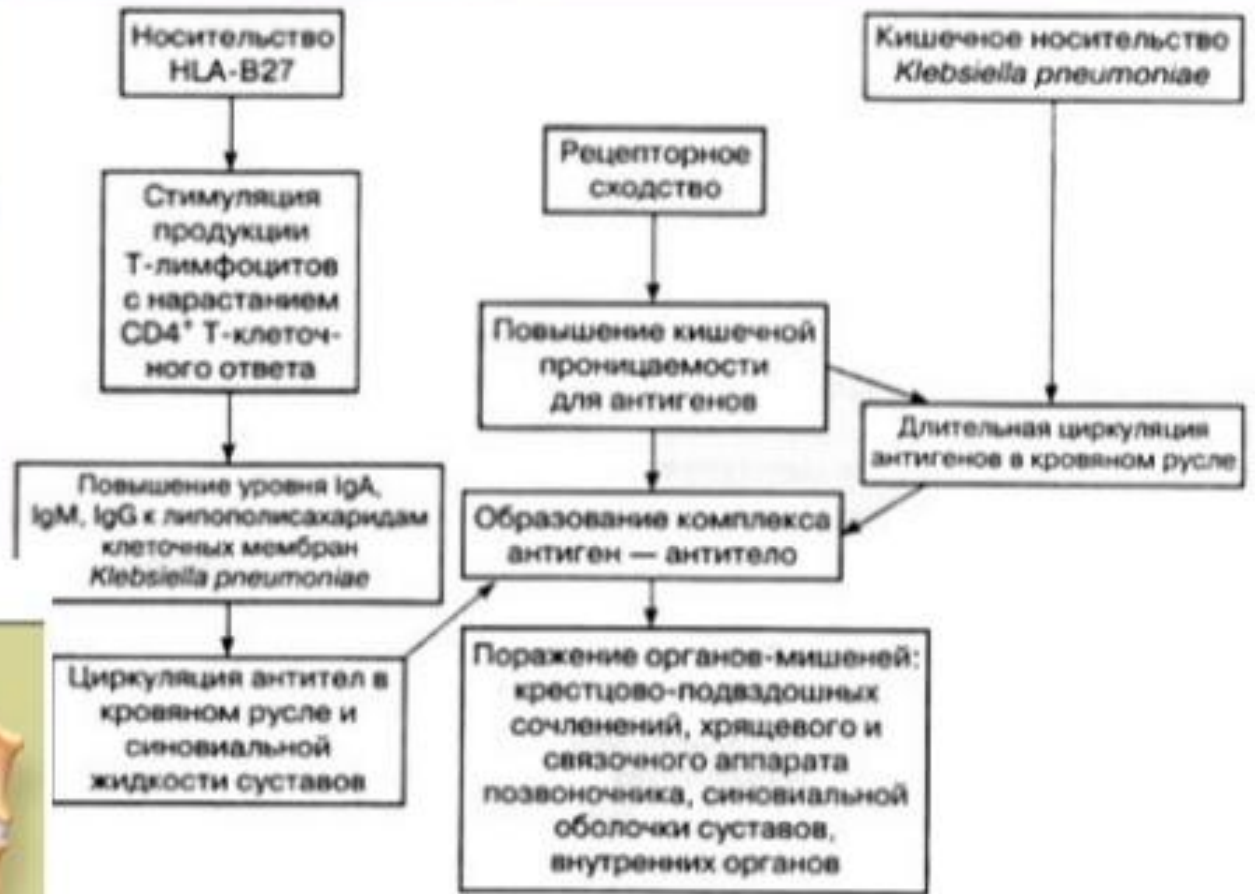 Носительство
HLA-B27
Кишечное носительство
Klebsiella pneumoniae
Рецепторное
сходство
Стимуляция
продукции
Т-лимфоцитов
с нарастанием
CD4⁺ Т-клеточ-
ного ответа
Повышение кишечной
проницаемости
для антигенов
Длительная циркуляция
антигенов в кровяном русле
Повышение уровня IgA,
IgM, IgG к липополисахаридам
клеточных мембран
Klebsiella pneumoniae
Образование комплекса
антиген — антитело
Циркуляция антител в
кровяном русле и
синовиальной
жидкости суставов
Поражение органов-мишеней:
крестцово-подвздошных
сочленений, хрящевого и
связочного аппарата
позвоночника, синовиальной
оболочки суставов,
внутренних органов